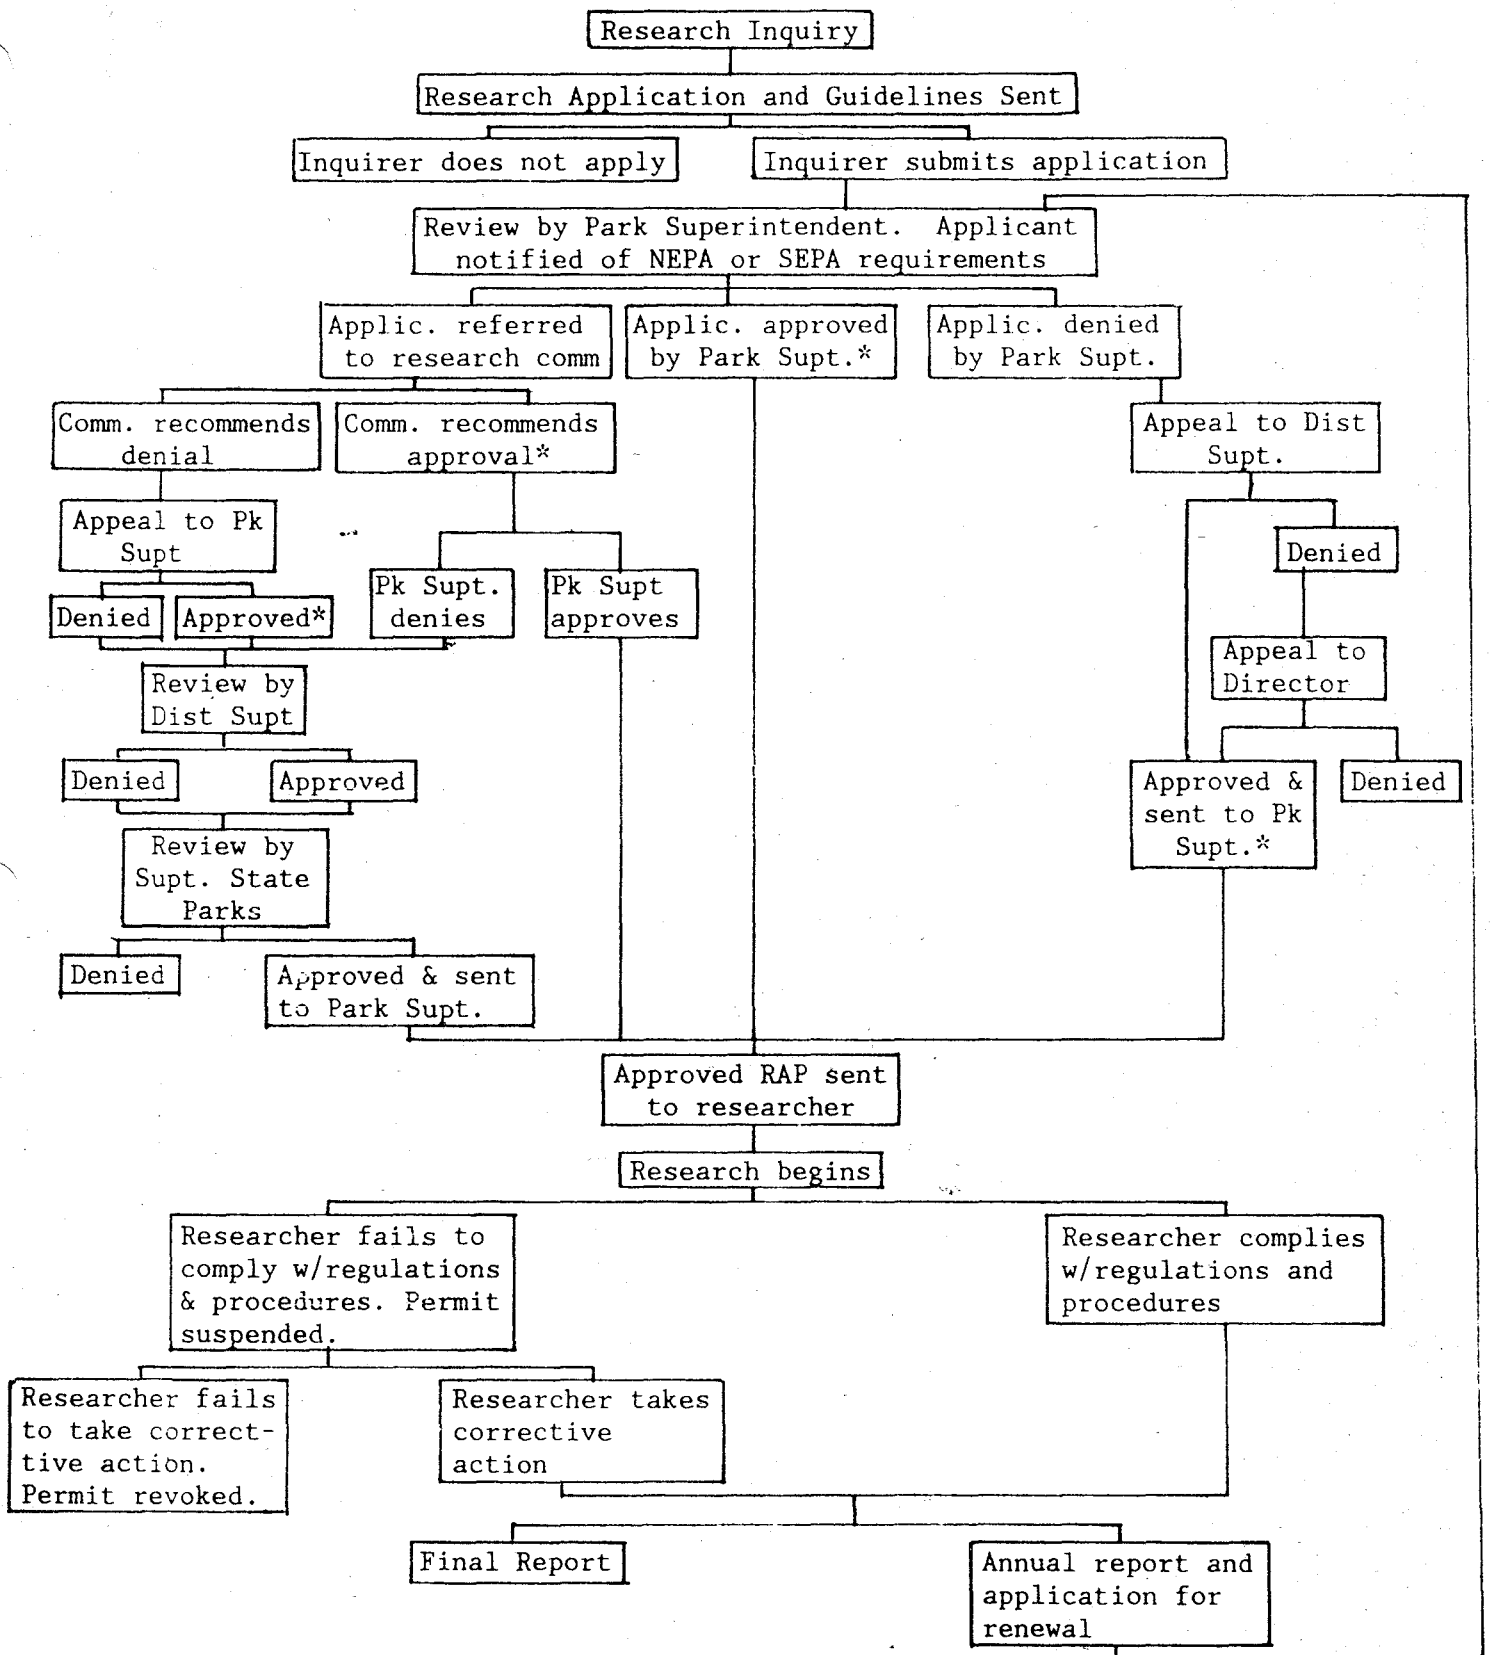 Research Inquiry
Research Application and Guidelines Sent
Inquirer does not apply
Inquirer submits application
Review by Park Superintendent. Applicant
notified of NEPA or SEPA requirements
Applic. referred
to research comm
Applic. approved
by Park Supt.*
Applic. denied
by Park Supt.
Comm. recommends
denial
Comm. recommends
approval*
Appeal to Dist
Supt.
Appeal to Pk
Supt
Denied
Pk Supt.
denies
Pk Supt
approves
Denied
Approved*
Appeal to
Director
Review by
Dist Supt
Denied
Approved
Approved &
sent to Pk
Supt.*
Denied
Review by
Supt. State
Parks
Denied
Approved & sent
to Park Supt.
Approved RAP sent
to researcher
Research begins
Researcher fails to
comply w/regulations
& procedures. Permit
suspended.
Researcher complies
w/regulations and
procedures
Researcher fails
to take correct-
tive action.
Permit revoked.
Researcher takes
corrective
action
Final Report
Annual report and
application for
renewal